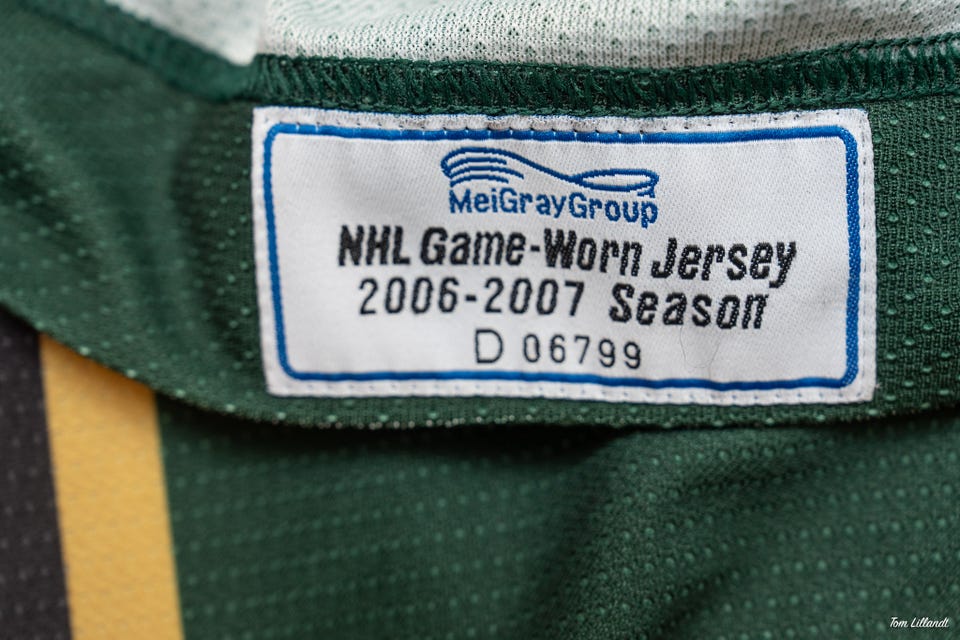 MeiGrayGroup
NHL Game-Worn Jersey
2006-2007 Season
D 06799
Tom Lillandt